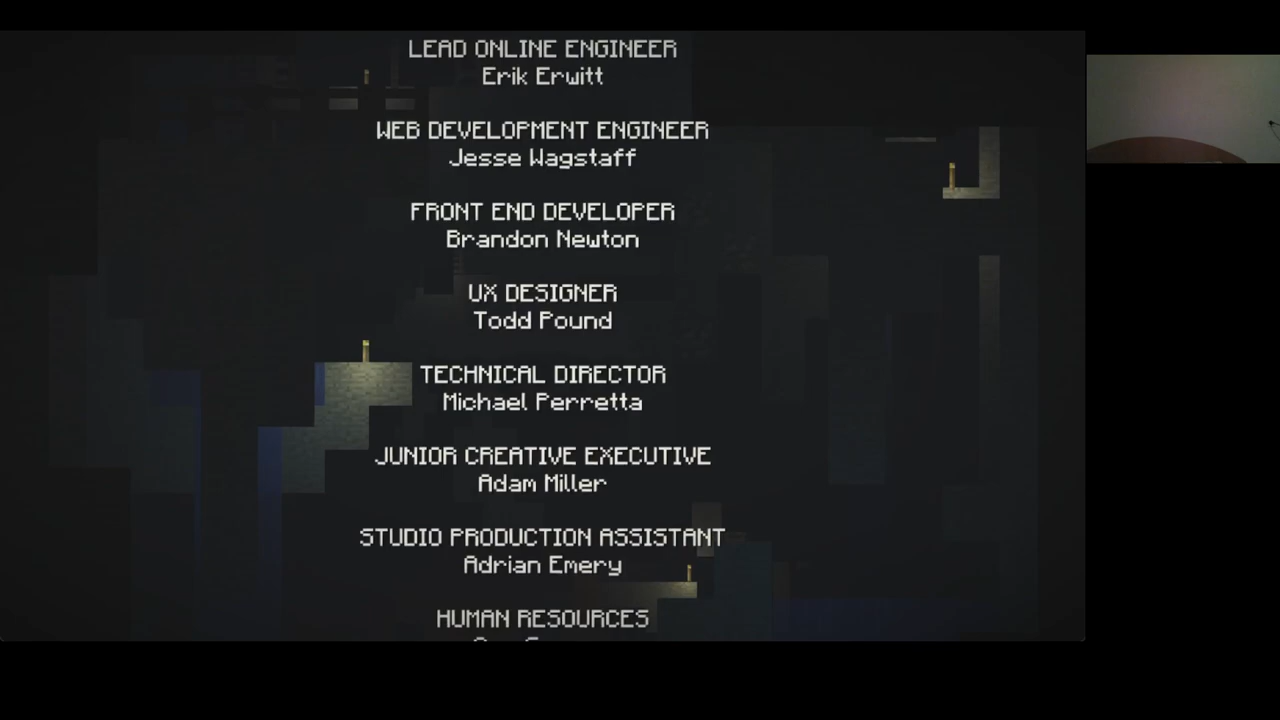 LEAD ONLINE ENGINEER
Erik Erwitt
WEB DEVELOPMENT ENGINEER
Jesse Wagstaff
FRONT END DEVELOPER
Brandon Newton
UX DESIGNER
Todd Pound
TECHNICAL DIRECTOR
Michael Perretta
JUNIOR CREATIVE EXECUTIVE
Adam Miller
STUDIO PRODUCTION ASSISTANT
Adrian Emery
HUMAN RESOURCES